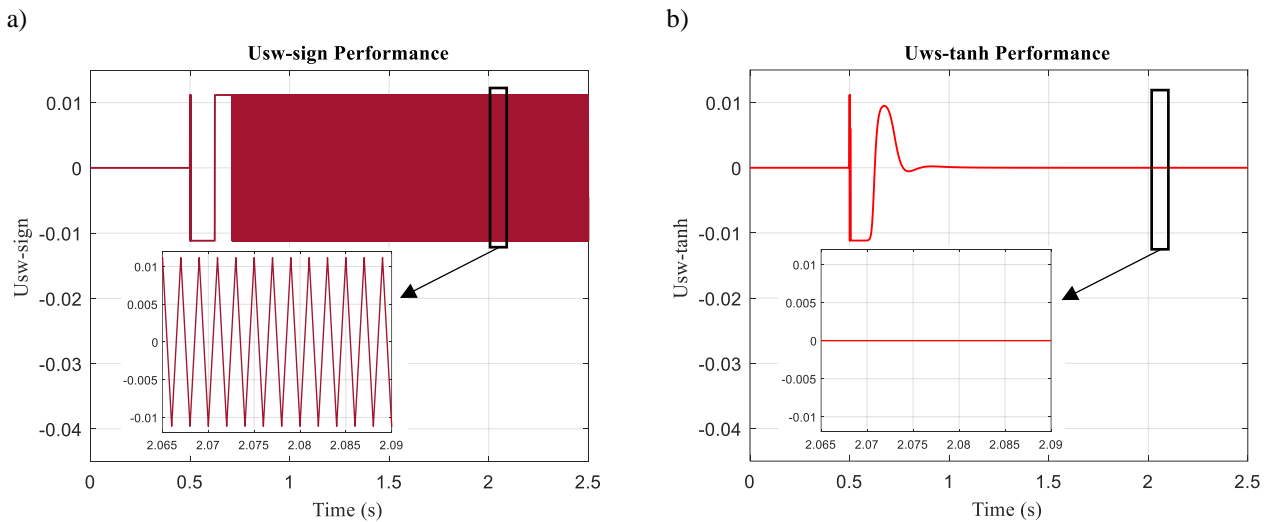 a)
b)
Usw-sign Performance
Uws-tanh Performance
Usw-sign
0.01
0
-0.01
-0.02
-0.03
-0.04
0 0.5 1 1.5 2 2.5
Time (s)
0.01
0.005
0
-0.005
-0.01
2.065 2.07 2.075 2.08 2.085 2.09
Usw-tanh
0.01
0
-0.01
-0.02
-0.03
-0.04
0 0.5 1 1.5 2 2.5
Time (s)
0.01
0.005
0
-0.005
-0.01
2.065 2.07 2.075 2.08 2.085 2.09